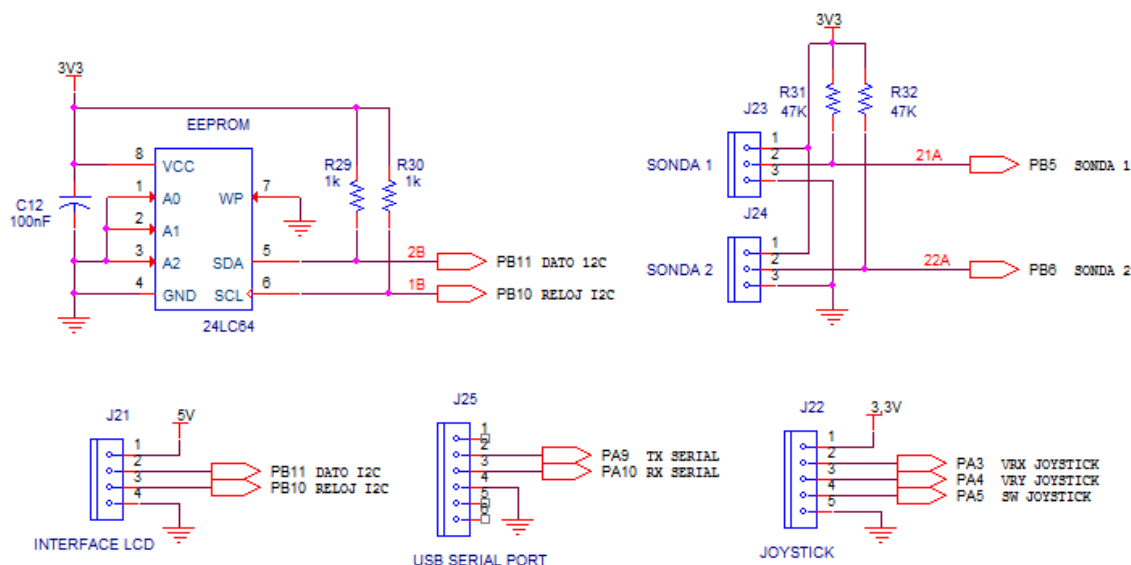 3V3
EEPROM
8 VCC
1 A0
2 A1
3 A2
4 GND
WP 7
SDA 5
SCL 6
24LC64
C12
100nF
R29
1k
R30
1k
2B PB11 DATO I2C
1B PB10 RELOJ I2C
3V3
R31
47K
R32
47K
J23
SONDA 1
1
2
3
21A PB5 SONDA 1
J24
SONDA 2
1
2
3
22A PB6 SONDA 2
J21
5V
1
2 PB11 DATO I2C
3 PB10 RELOJ I2C
4
INTERFACE LCD
J25
1
2 PA9 TX SERIAL
3 PA10 RX SERIAL
4
5
6
USB SERIAL PORT
J22
3,3V
1
2 PA3 VRX JOYSTICK
3 PA4 VRY JOYSTICK
4 PA5 SW JOYSTICK
5
JOYSTICK